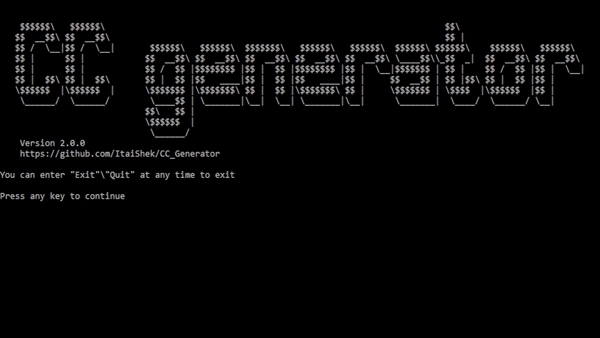 CC generator
Version 2.0.0
https://github.com/ItaiShek/CC_Generator
You can enter "Exit"\"Quit" at any time to exit
Press any key to continue